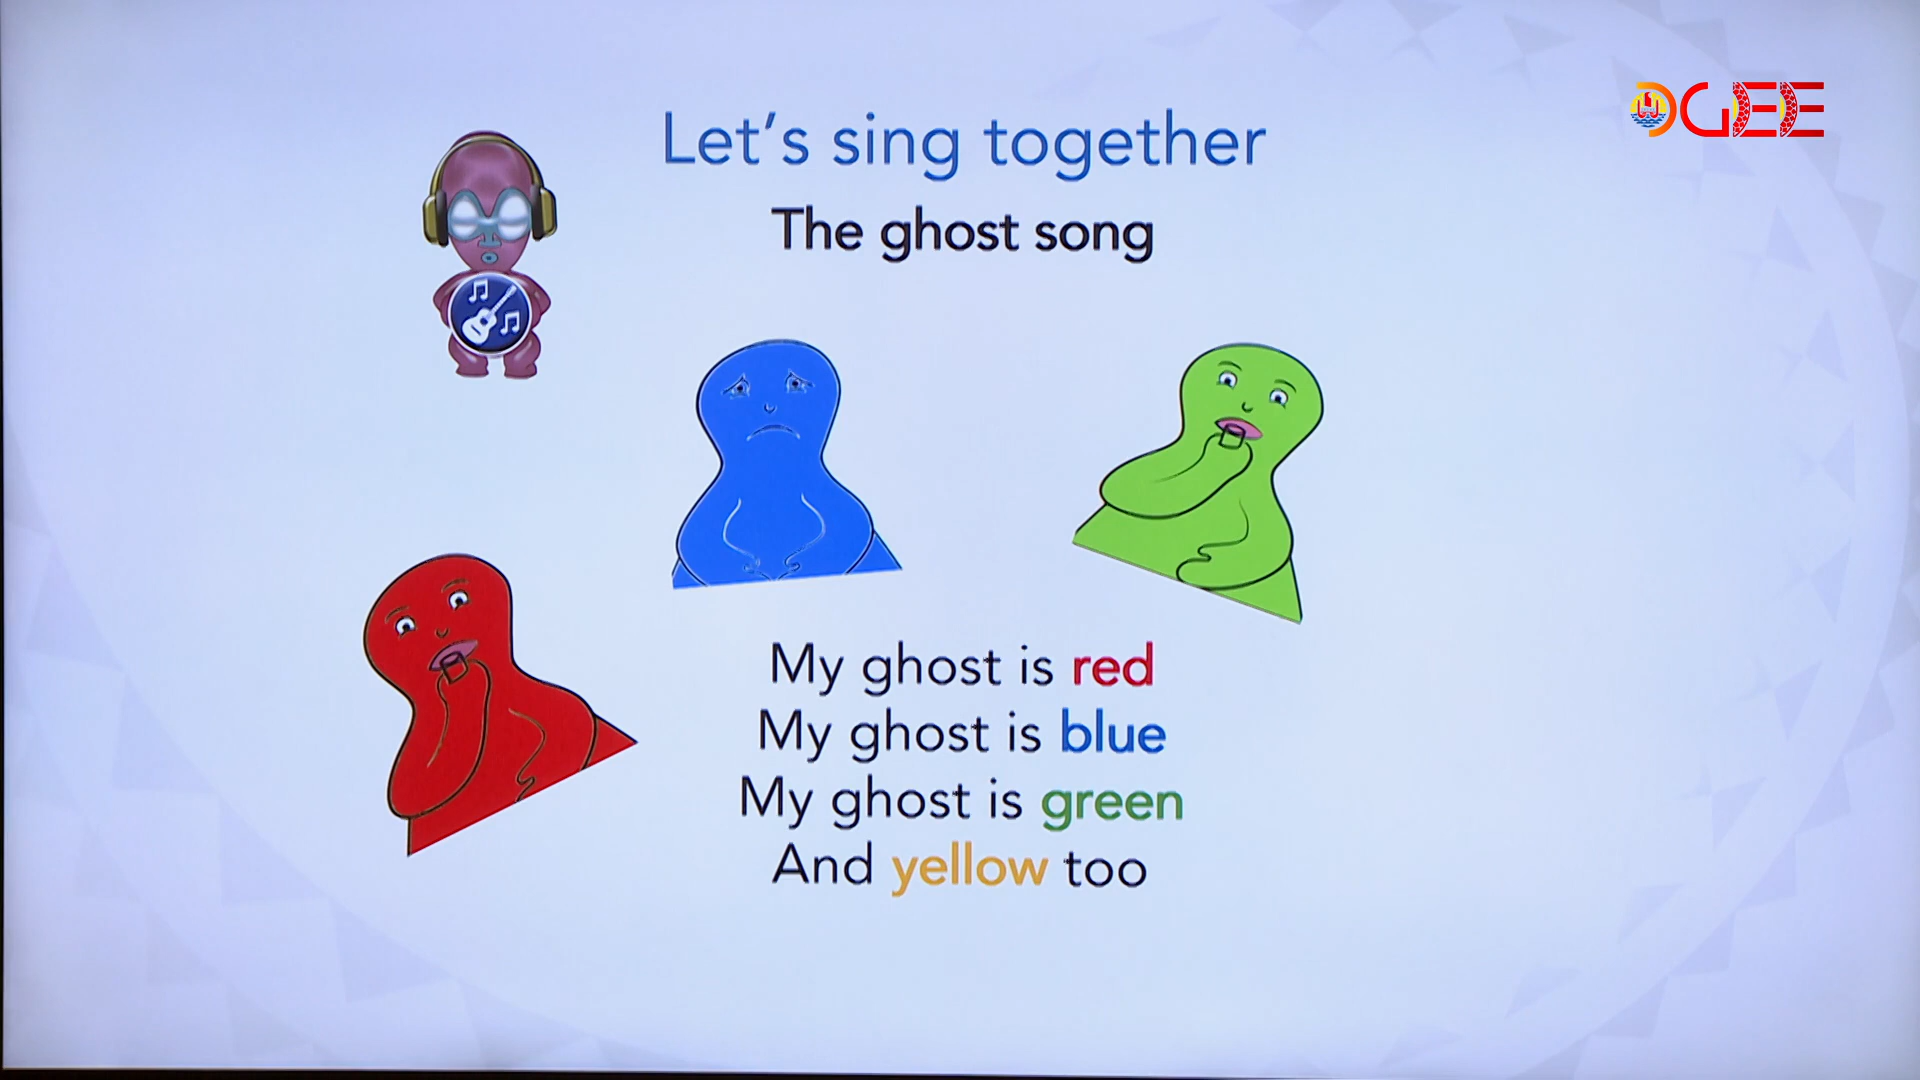 Let's sing together
The ghost song
DGEE
My ghost is red
My ghost is blue
My ghost is green
And yellow too